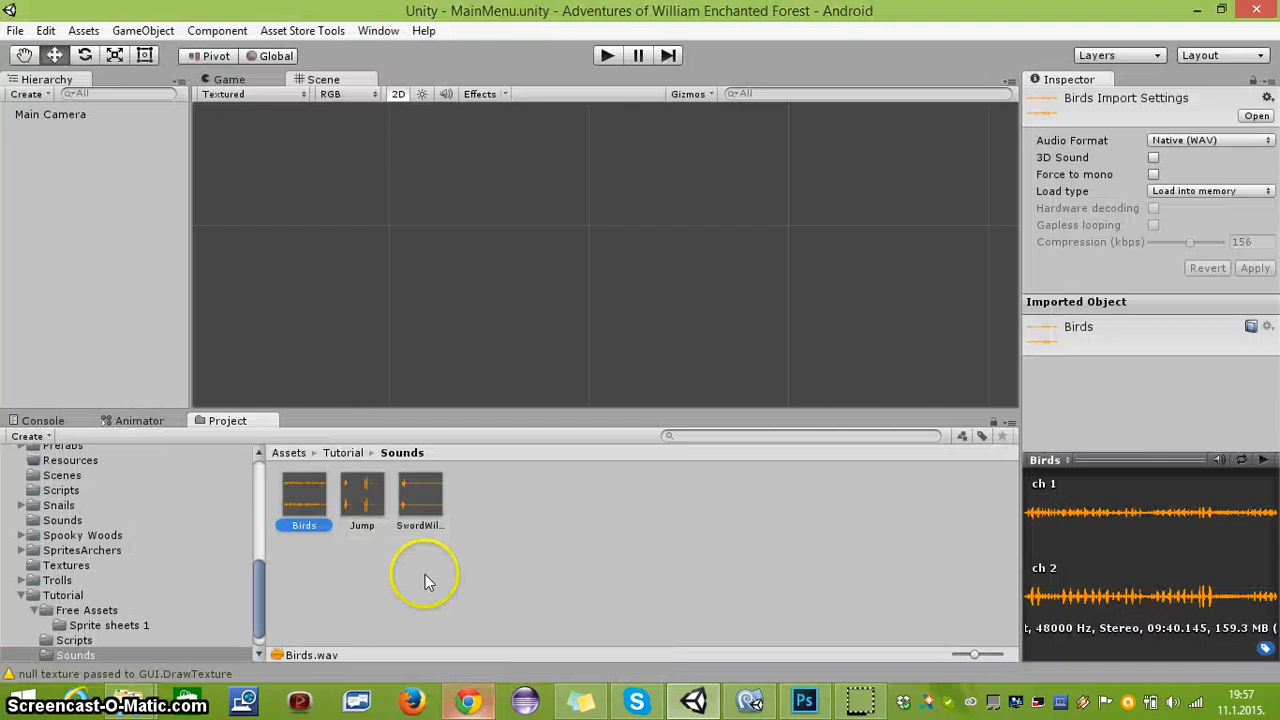 Unity - MainMenu.unity - Adventures of William Enchanted Forest - Android
File Edit Assets GameObject Component Asset Store Tools Window Help
Pivot Global Layers Layout
Hierarchy Game Scene Inspector
Create All Textured RGB 2D Effects Gizmos All
Main Camera
Birds Import Settings
Open
Audio Format Native (WAV)
3D Sound
Force to mono
Load type Load into memory
Hardware decoding
Gapless looping
Compression (kbps) 156
Revert Apply
Imported Object
Birds
Console Animator Project
Create
Prefabs
Resources
Scenes
Scripts
Snails
Sounds
Spooky Woods
SpritesArchers
Textures
Trolls
Tutorial
Free Assets
Sprite sheets 1
Scripts
Sounds
Assets Tutorial Sounds
Birds Jump SwordWil...
Birds.wav
Birds
ch 1
ch 2
t, 48000 Hz, Stereo, 09:40.145, 159.3 MB (
null texture passed to GUI.DrawTexture
Screencast-O-Matic.com
19:57
11.1.2015.